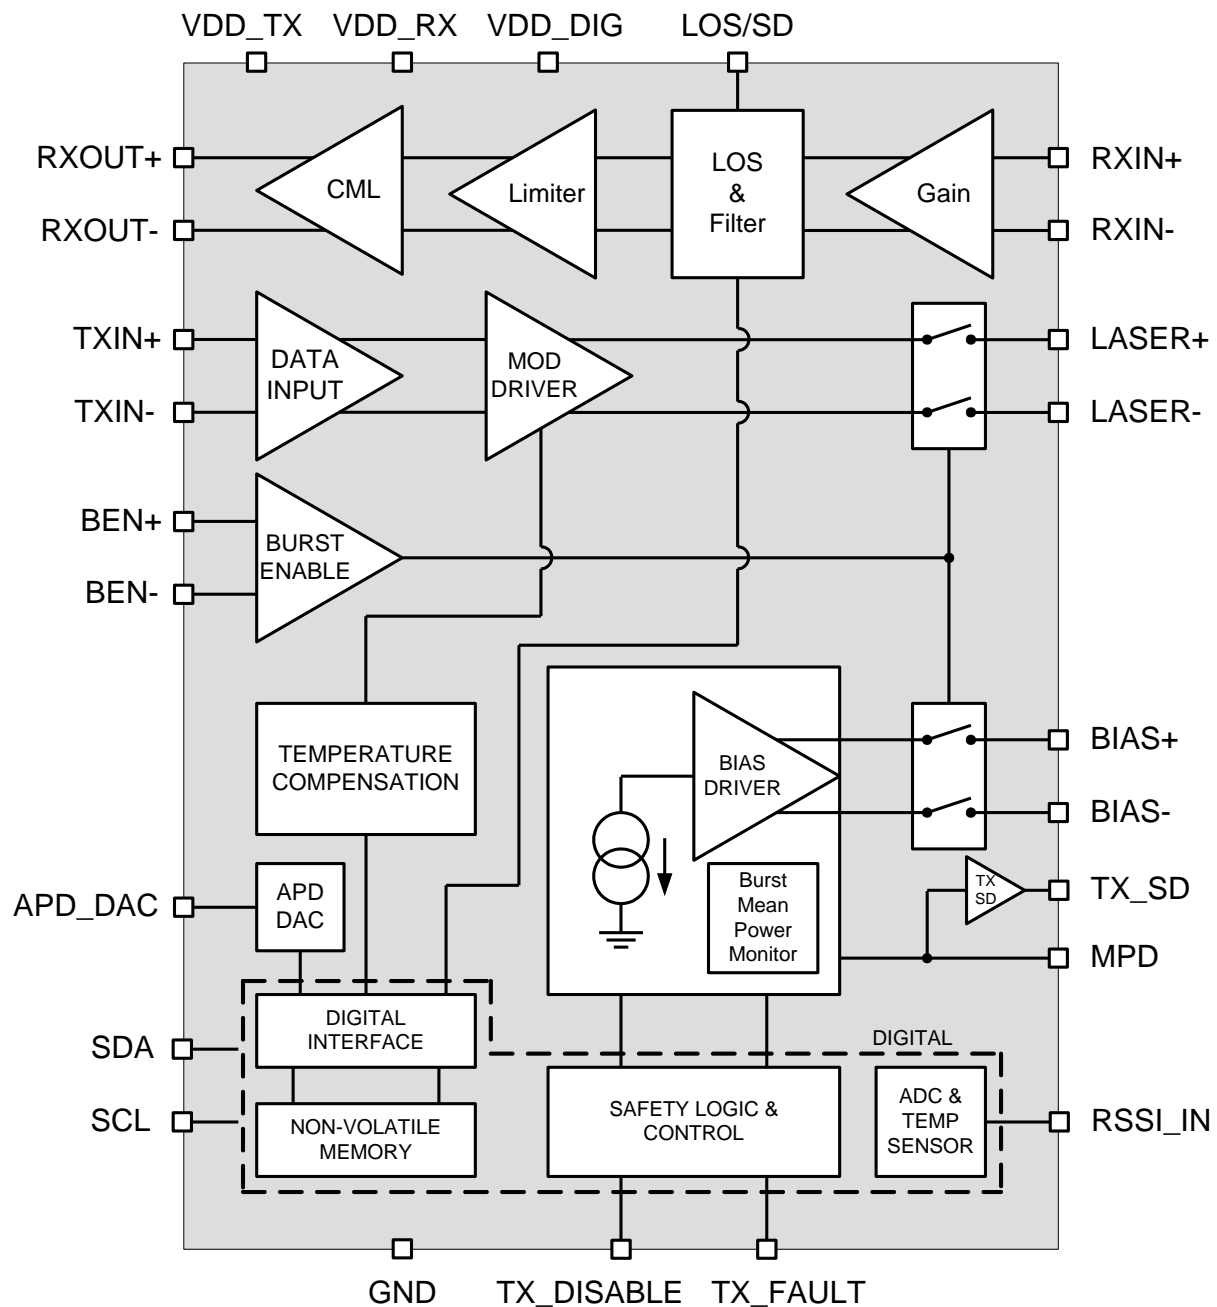 VDD_TX VDD_RX VDD_DIG LOS/SD
RXOUT+
RXOUT-
CML
Limiter
LOS
&
Filter
Gain
RXIN+
RXIN-
TXIN+
TXIN-
DATA
INPUT
MOD
DRIVER
LASER+
LASER-
BEN+
BEN-
BURST
ENABLE
TEMPERATURE
COMPENSATION
BIAS
DRIVER
BIAS+
BIAS-
APD_DAC
APD
DAC
Burst
Mean
Power
Monitor
TX
SD
TX_SD
MPD
SDA
SCL
DIGITAL
INTERFACE
NON-VOLATILE
MEMORY
DIGITAL
SAFETY LOGIC &
CONTROL
ADC &
TEMP
SENSOR
RSSI_IN
GND TX_DISABLE TX_FAULT